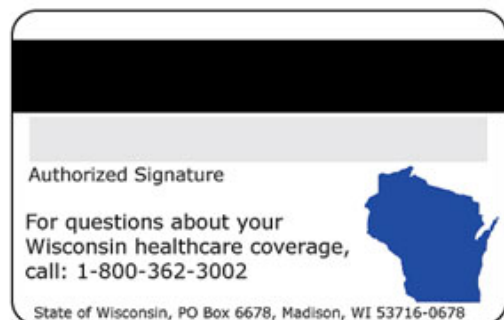 Authorized Signature
For questions about your
Wisconsin healthcare coverage,
call: 1-800-362-3002
State of Wisconsin, PO Box 6678, Madison, WI 53716-0678